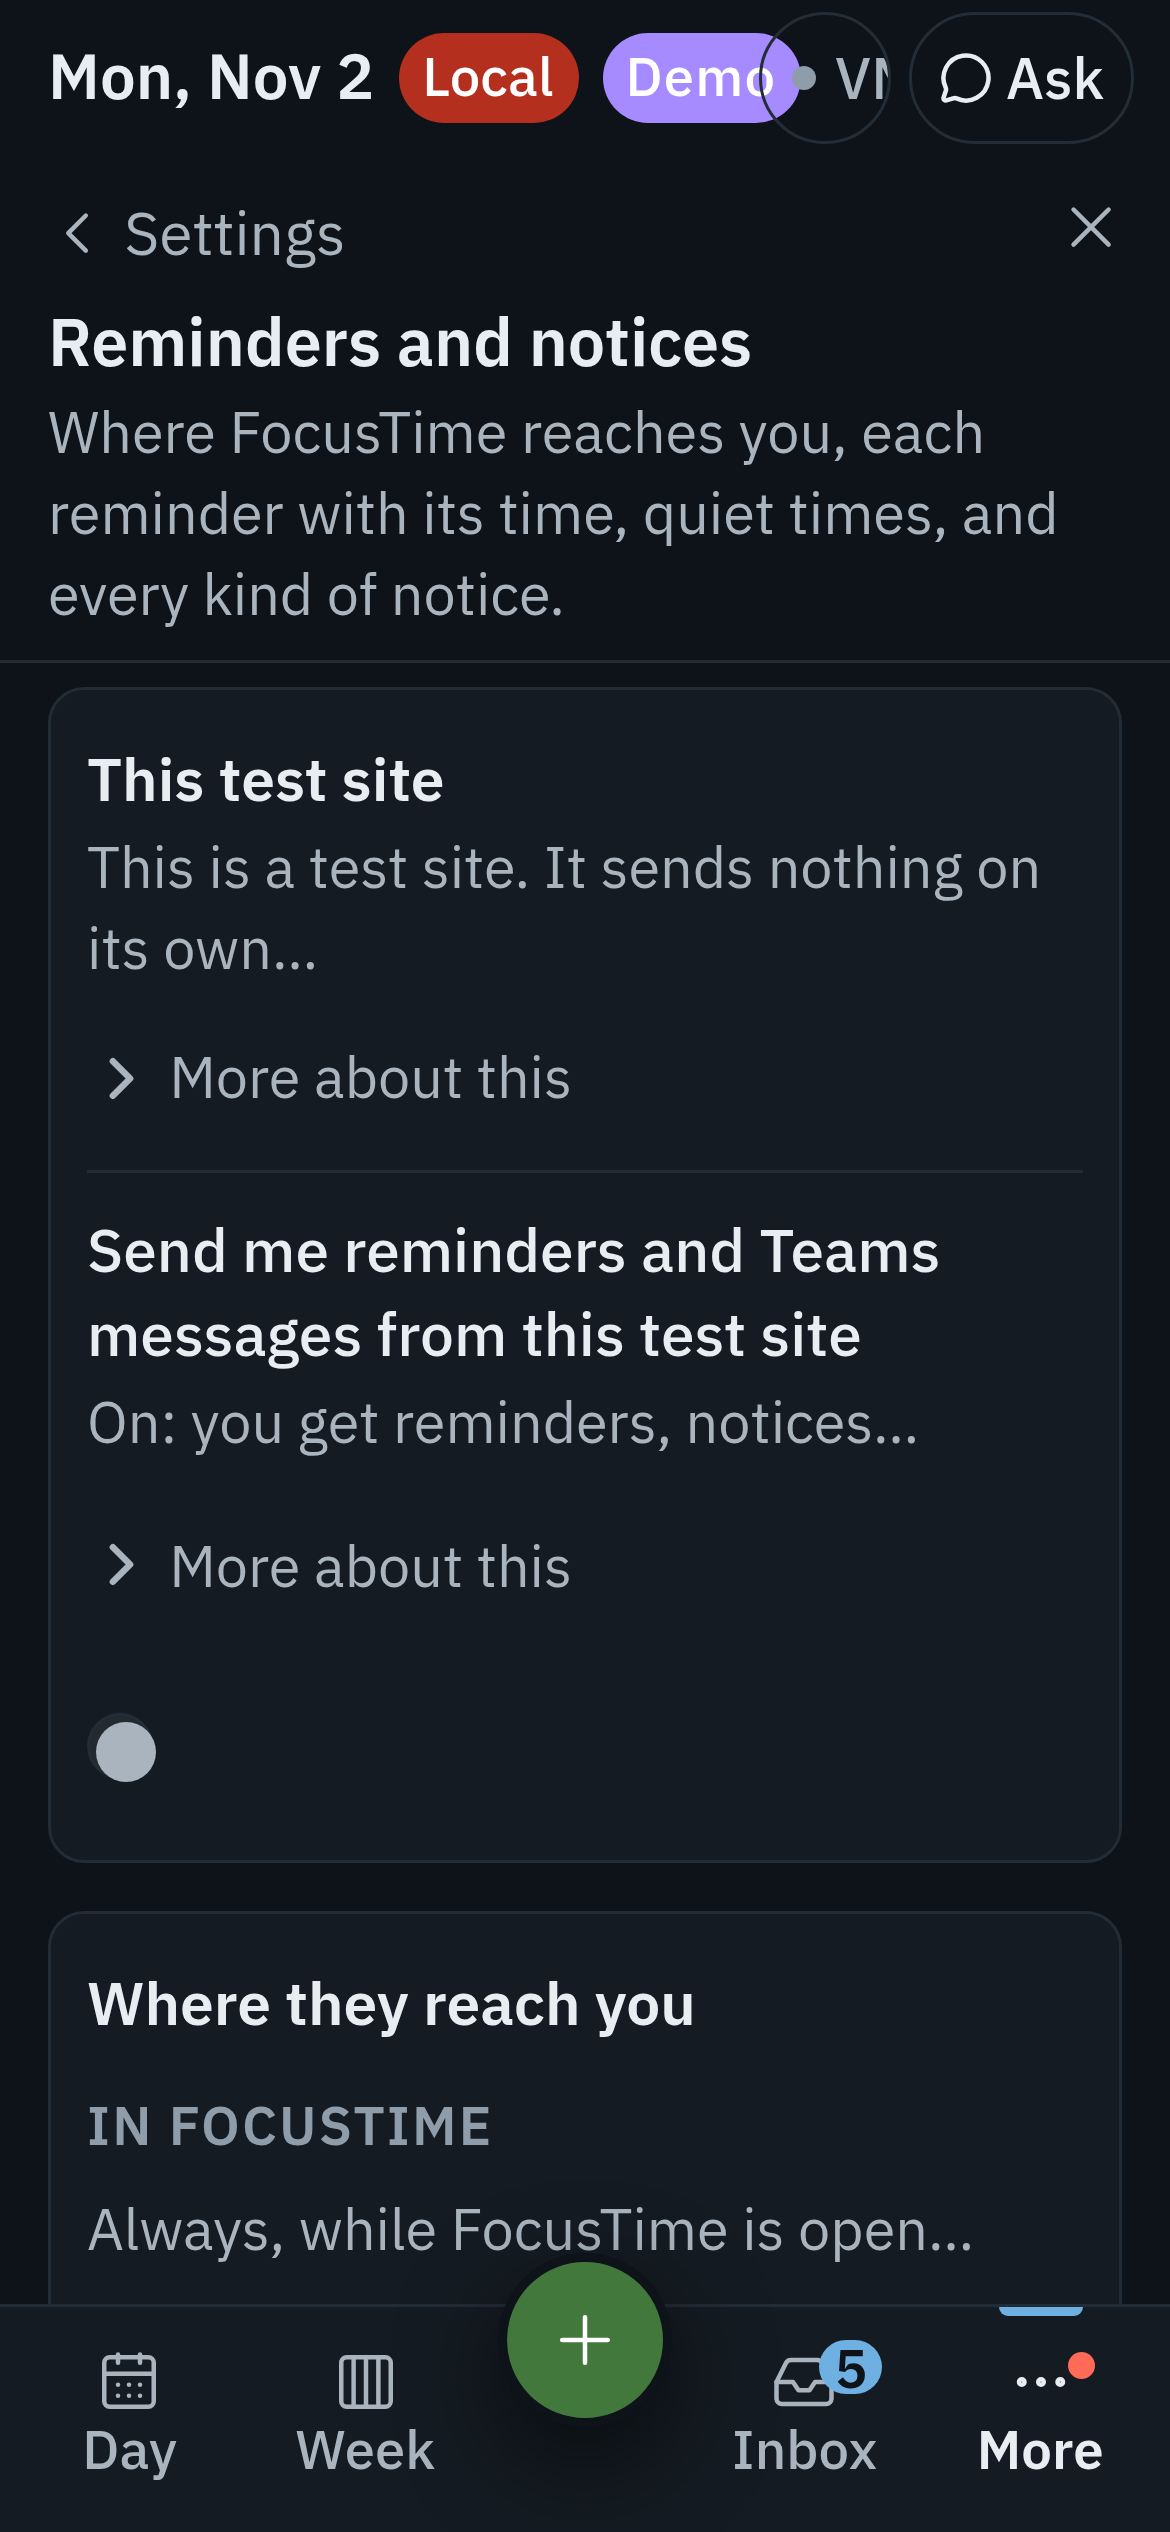 Mon, Nov 2
Local
Demo
Ask
Settings
Reminders and notices
Where FocusTime reaches you, each
reminder with its time, quiet times, and
every kind of notice.
This test site
This is a test site. It sends nothing on
its own...
More about this
Send me reminders and Teams
messages from this test site
On: you get reminders, notices...
More about this
Where they reach you
IN FOCUSTIME
Always, while FocusTime is open...
Day
Week
5
Inbox
More